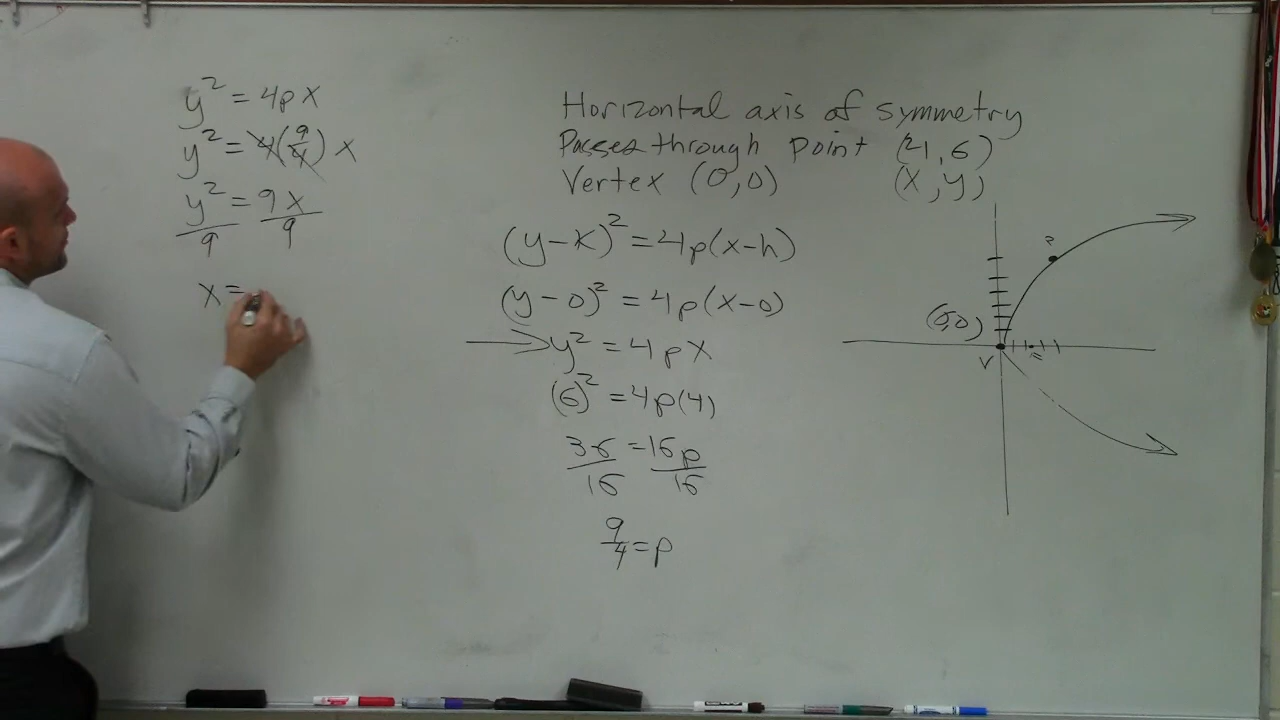 y² = 4px
y² = 4(9/4)x
y²/9 = 9x/9
x =
Horizontal axis of symmetry
Passes through point (4,6)
Vertex (0,0) (x,y)
(y-k)² = 4p(x-h)
(y-0)² = 4p(x-0)
y² = 4px
(6)² = 4p(4)
36/16 = 16p/16
9/4 = p
P
(0,0)
V